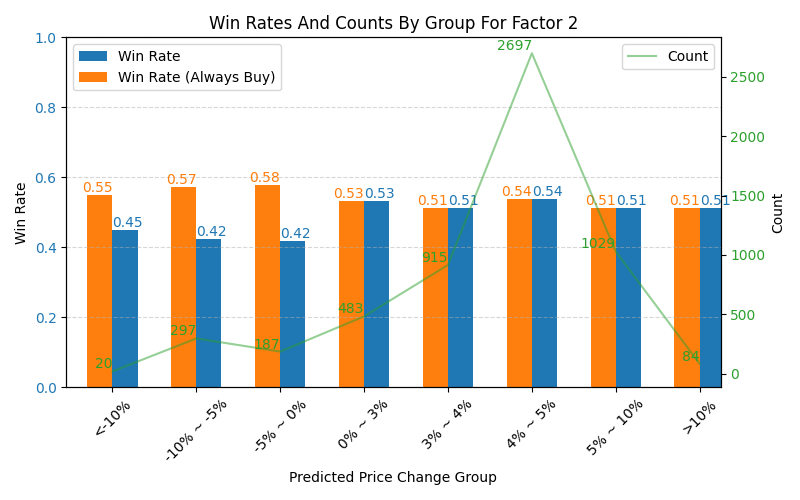 Win Rates And Counts By Group For Factor 2
Win Rate
Win Rate (Always Buy)
Count
1.0
0.8
0.6
0.4
0.2
0.0
Win Rate
2500
2000
1500
1000
500
0
Count
0.55
0.45
0.57
0.42
0.58
0.42
0.53
0.53
0.51
0.51
0.54
0.54
0.51
0.51
0.51
0.51
20
297
187
483
915
2697
1029
84
<-10%
-10% ~ -5%
-5% ~ 0%
0% ~ 3%
3% ~ 4%
4% ~ 5%
5% ~ 10%
>10%
Predicted Price Change Group